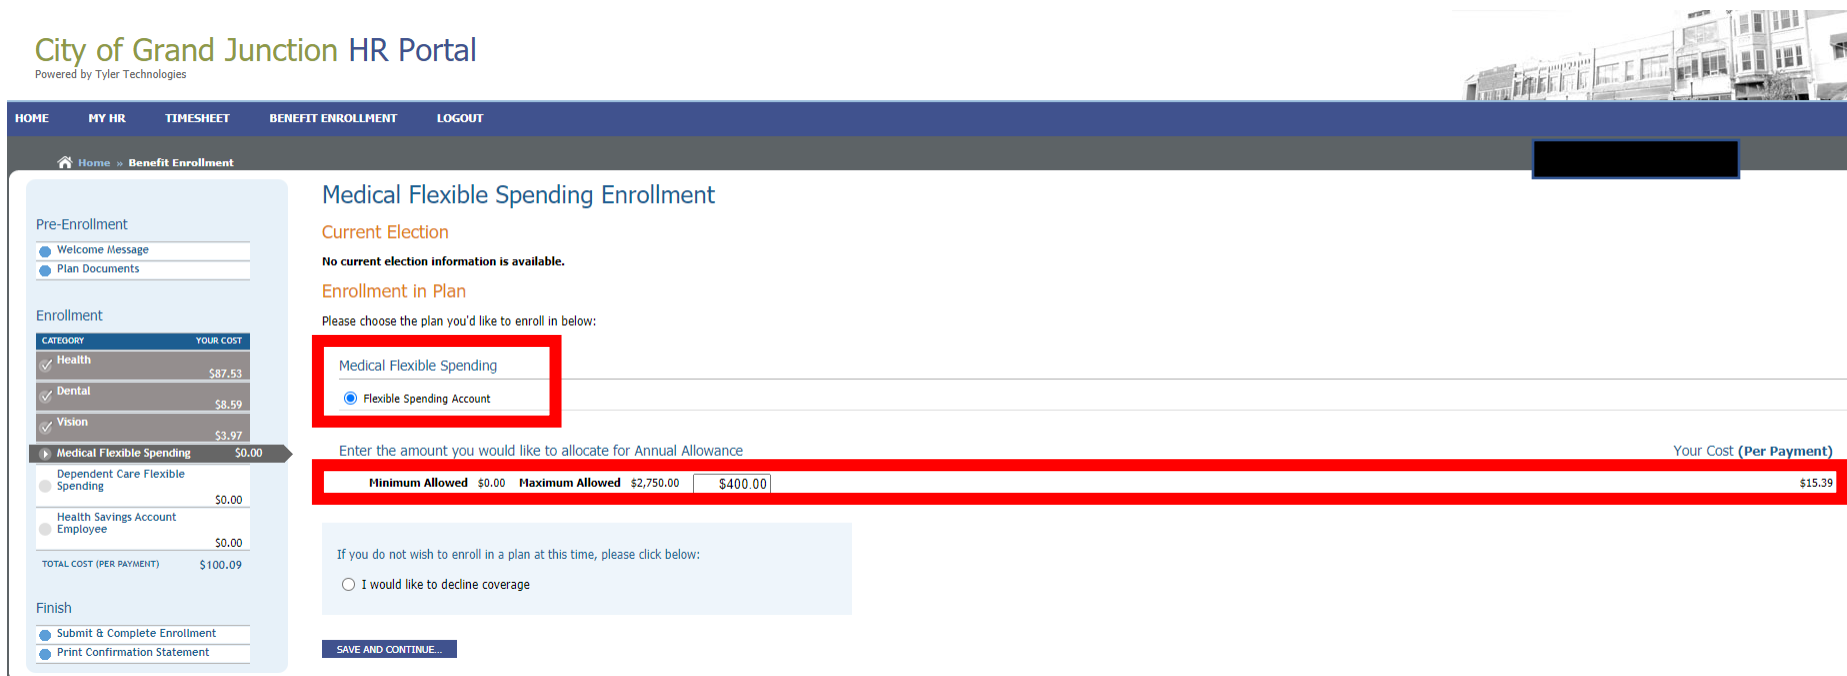 City of Grand Junction HR Portal
Powered by Tyler Technologies
HOME MY HR TIMESHEET BENEFIT ENROLLMENT LOGOUT
Home » Benefit Enrollment
Pre-Enrollment
Welcome Message
Plan Documents
Enrollment
CATEGORY YOUR COST
Health
$87.53
Dental
$8.59
Vision
$3.97
Medical Flexible Spending $0.00
Dependent Care Flexible
Spending
$0.00
Health Savings Account
Employee
$0.00
TOTAL COST (PER PAYMENT) $100.09
Finish
Submit & Complete Enrollment
Print Confirmation Statement
Medical Flexible Spending Enrollment
Current Election
No current election information is available.
Enrollment in Plan
Please choose the plan you'd like to enroll in below:
Medical Flexible Spending
Flexible Spending Account
Enter the amount you would like to allocate for Annual Allowance Your Cost (Per Payment)
Minimum Allowed $0.00 Maximum Allowed $2,750.00 $400.00 $15.39
If you do not wish to enroll in a plan at this time, please click below:
I would like to decline coverage
SAVE AND CONTINUE...